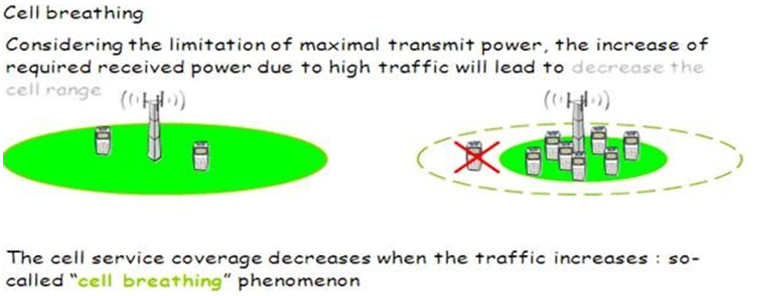 Cell breathing
Considering the limitation of maximal transmit power, the increase of
required received power due to high traffic will lead to decrease the
cell range
The cell service coverage decreases when the traffic increases : so-
called “cell breathing” phenomenon